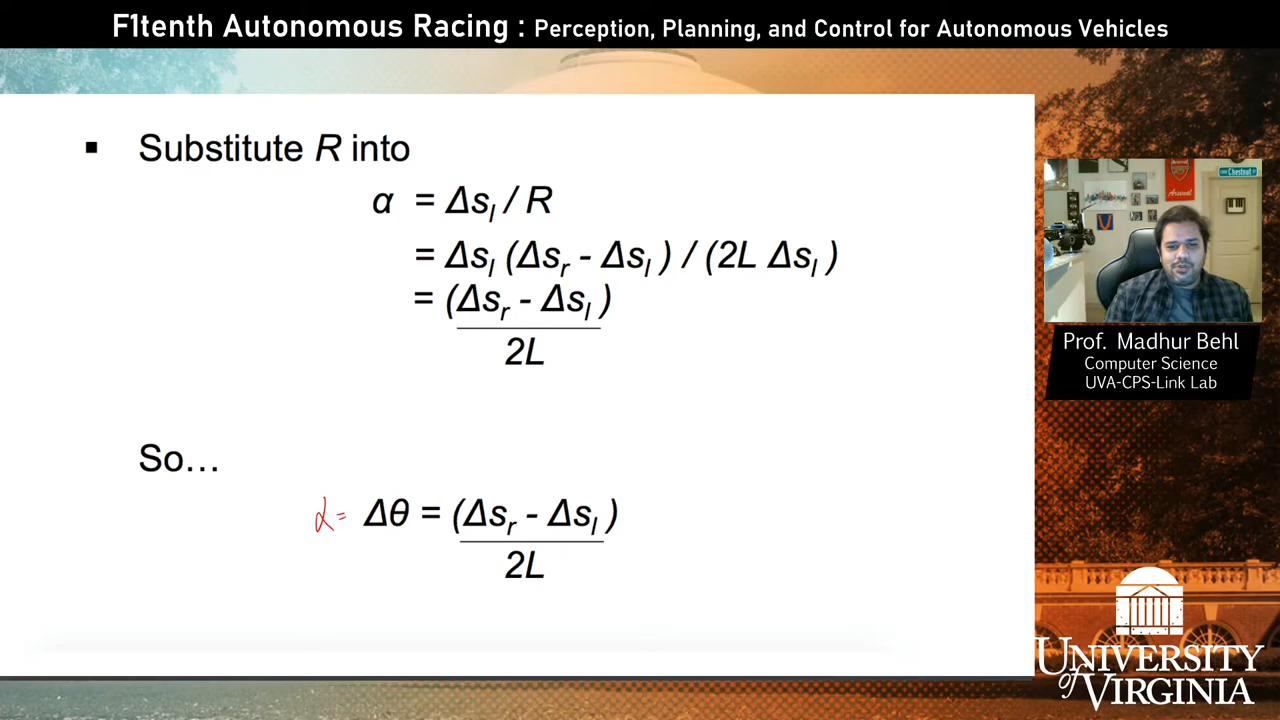 F1tenth Autonomous Racing : Perception, Planning, and Control for Autonomous Vehicles
▪ Substitute R into
α = Δsl / R
= Δsl (Δsr - Δsl ) / (2L Δsl )
= (Δsr - Δsl )
2L
So…
α = Δθ = (Δsr - Δsl )
2L
Chestnut
Arsenal
Prof. Madhur Behl
Computer Science
UVA-CPS-Link Lab
UNIVERSITY
of VIRGINIA